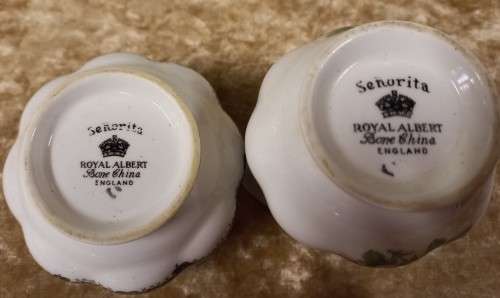 Señorita
ROYAL ALBERT
Bone China
ENGLAND
Señorita
ROYAL ALBERT
Bone China
ENGLAND